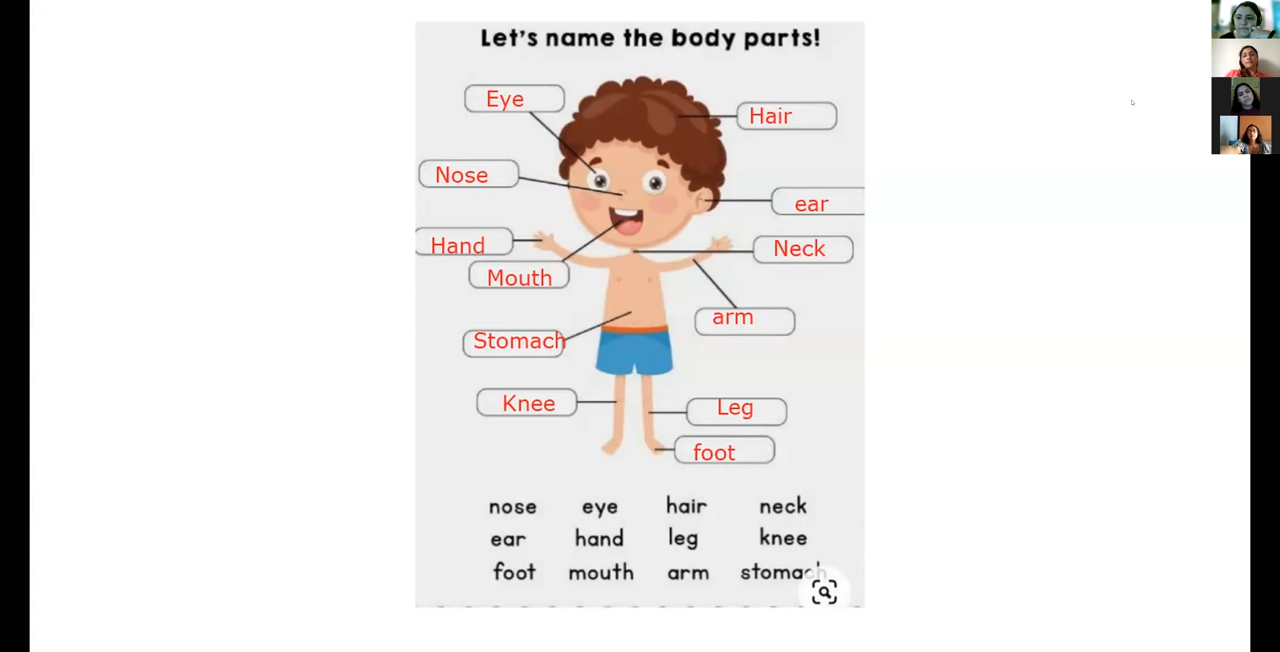 Let's name the body parts!
Eye
Hair
Nose
ear
Hand
Neck
Mouth
arm
Stomach
Knee
Leg
foot
nose eye hair neck
ear hand leg knee
foot mouth arm stomach